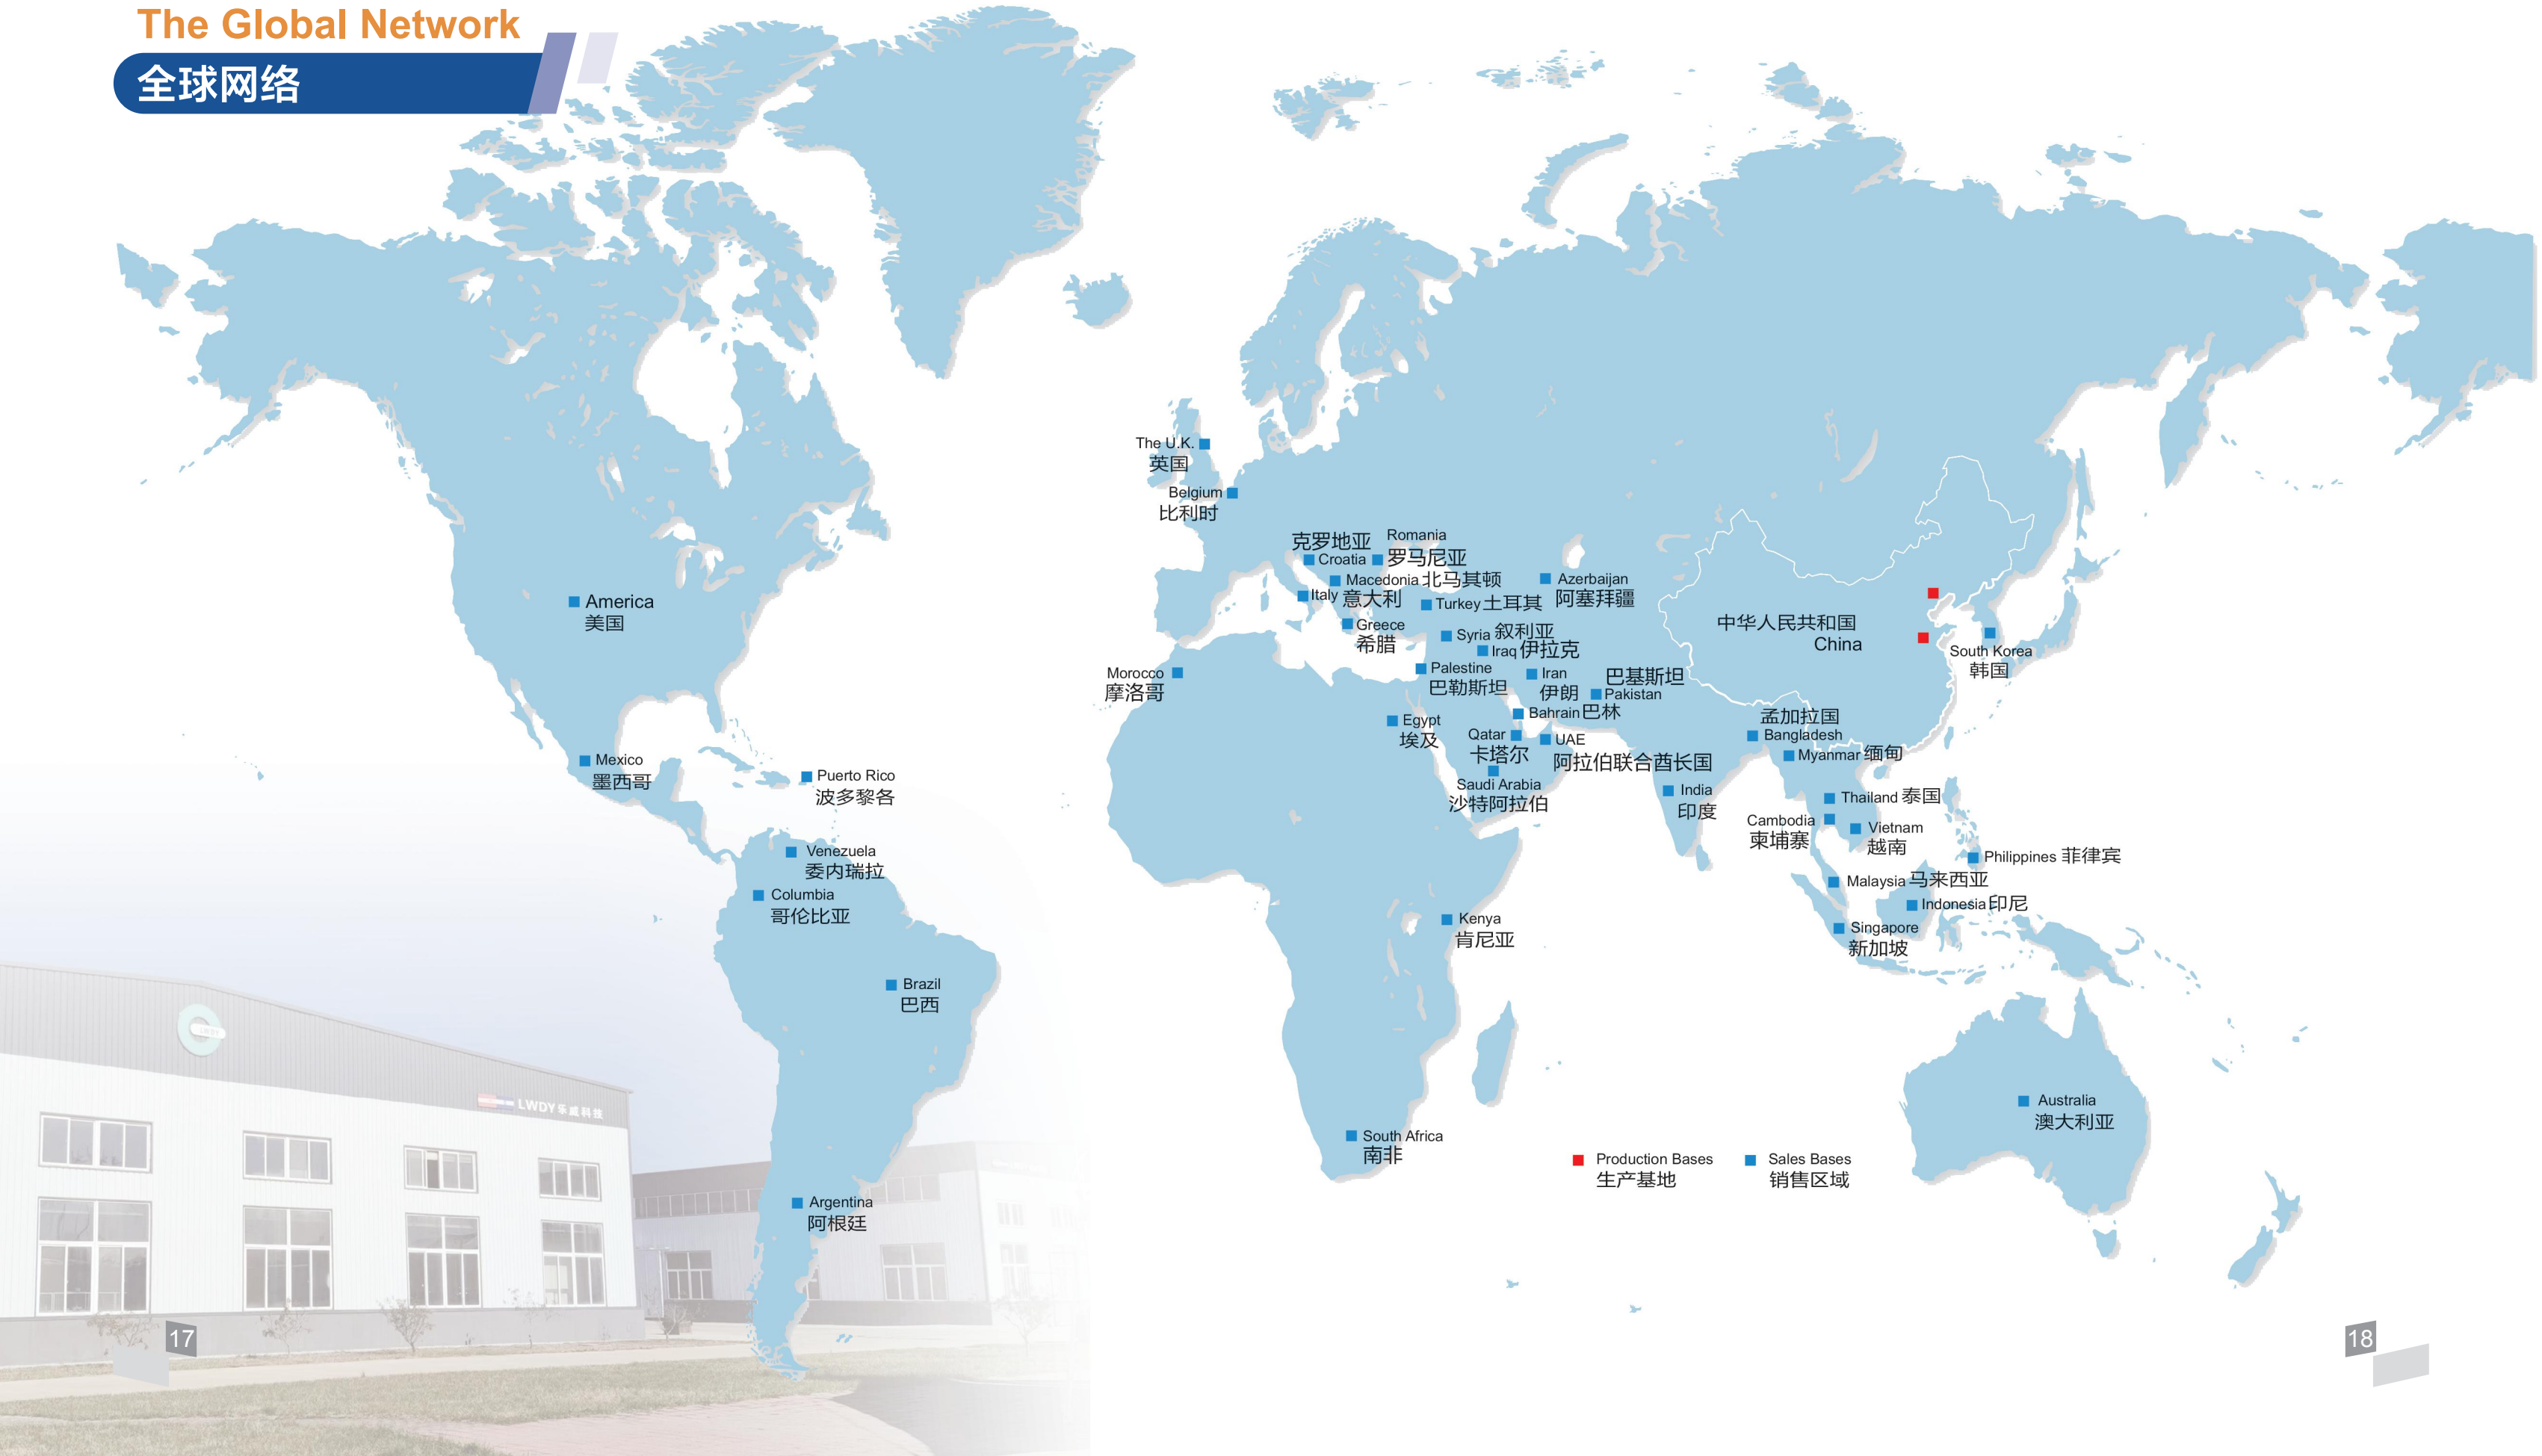 The Global Network
全球网络
The U.K.
英国
Belgium
比利时
克罗地亚
Croatia
Romania
罗马尼亚
Macedonia 北马其顿
Italy 意大利
Greece
希腊
Turkey 土耳其
Azerbaijan
阿塞拜疆
Syria 叙利亚
Iraq 伊拉克
Palestine
巴勒斯坦
Iran
伊朗
巴基斯坦
Pakistan
Bahrain 巴林
Egypt
埃及
Qatar
卡塔尔
UAE
阿拉伯联合酋长国
Saudi Arabia
沙特阿拉伯
Morocco
摩洛哥
America
美国
Mexico
墨西哥
Puerto Rico
波多黎各
Venezuela
委内瑞拉
Columbia
哥伦比亚
Brazil
巴西
Argentina
阿根廷
Kenya
肯尼亚
South Africa
南非
中华人民共和国
China
South Korea
韩国
孟加拉国
Bangladesh
Myanmar 缅甸
India
印度
Thailand 泰国
Cambodia
柬埔寨
Vietnam
越南
Philippines 菲律宾
Malaysia 马来西亚
Indonesia 印尼
Singapore
新加坡
Australia
澳大利亚
Production Bases
生产基地
Sales Bases
销售区域
LWDY乐威科技
17
18